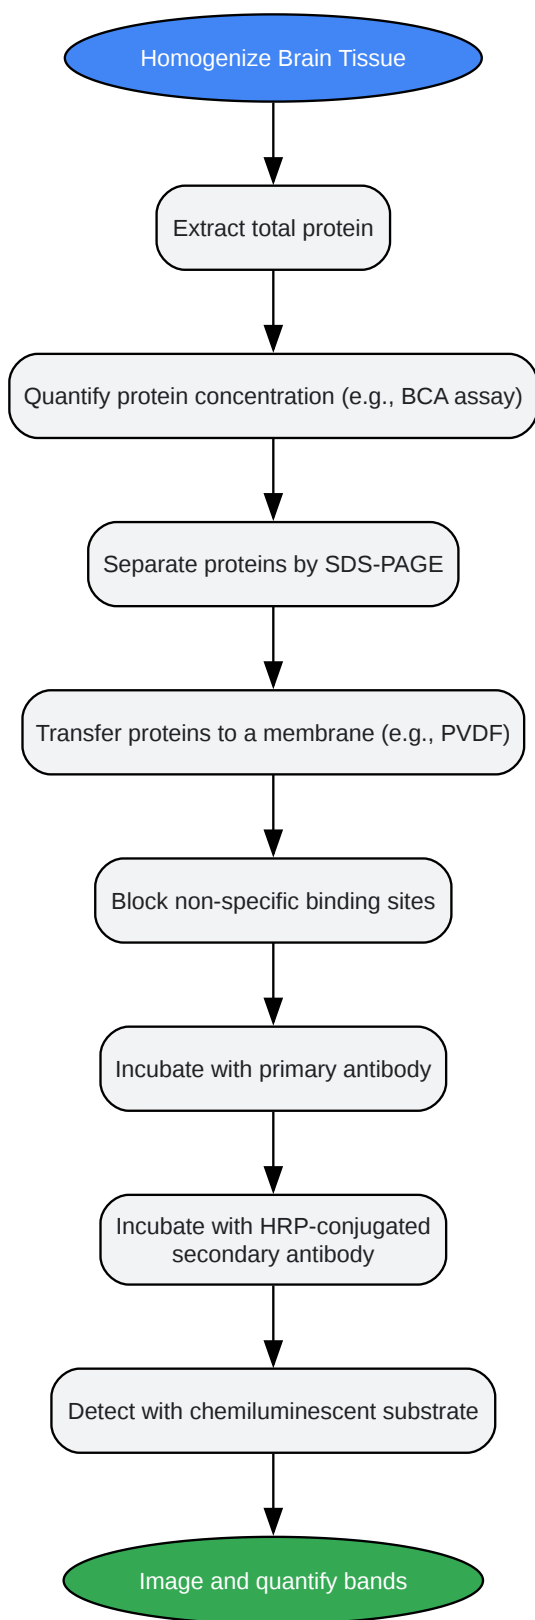 Homogenize Brain Tissue
Extract total protein
Quantify protein concentration (e.g., BCA assay)
Separate proteins by SDS-PAGE
Transfer proteins to a membrane (e.g., PVDF)
Block non-specific binding sites
Incubate with primary antibody
Incubate with HRP-conjugated
secondary antibody
Detect with chemiluminescent substrate
Image and quantify bands